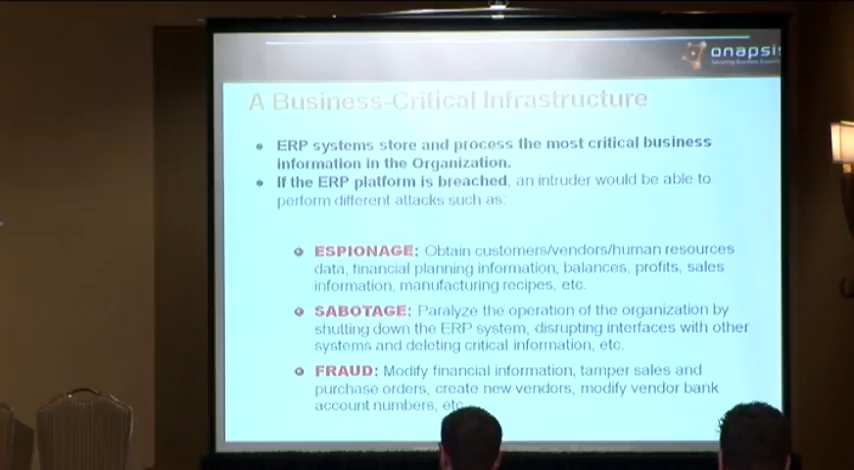 onapsis
A Business-Critical Infrastructure
ERP systems store and process the most critical business
information in the Organization.
If the ERP platform is breached, an intruder would be able to
perform different attacks such as:
ESPIONAGE: Obtain customers/vendors/human resources
data, financial planning information, balances, profits, sales
information, manufacturing recipes, etc.
SABOTAGE: Paralyze the operation of the organization by
shutting down the ERP system, disrupting interfaces with other
systems and deleting critical information, etc.
FRAUD: Modify financial information, tamper sales and
purchase orders, create new vendors, modify vendor bank
account numbers, etc